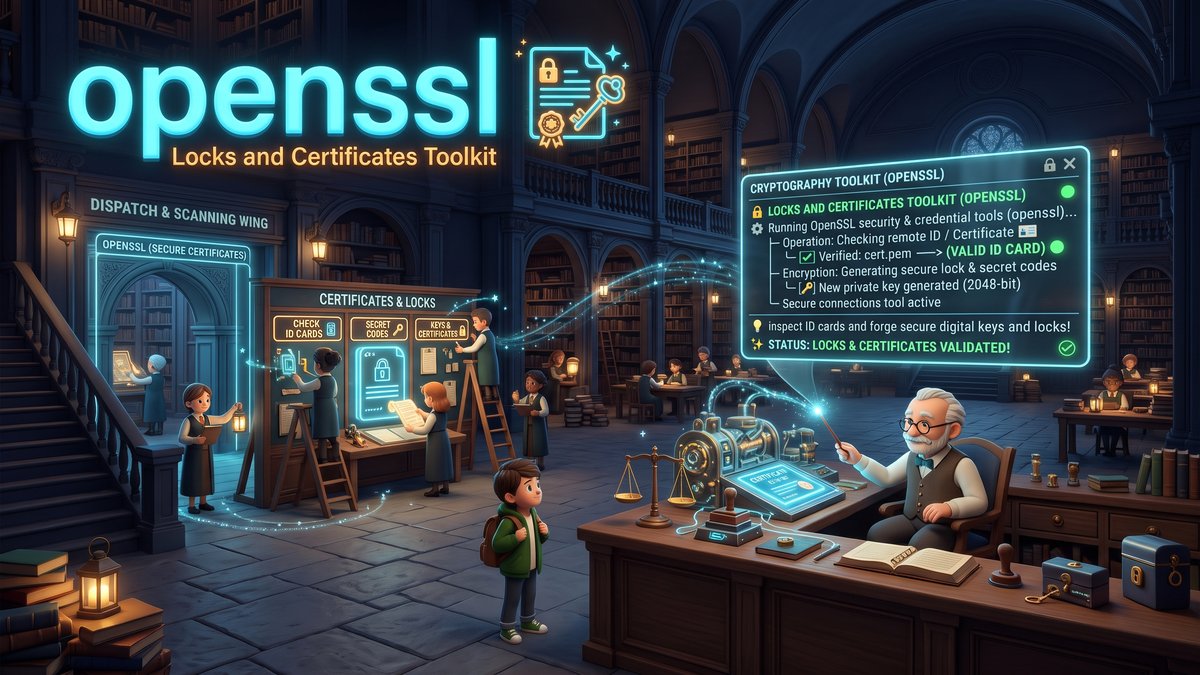 openssl
Locks and Certificates Toolkit
DISPATCH & SCANNING WING
OPENSSL (SECURE CERTIFICATES)
CERTIFICATES & LOCKS
CHECK
ID CARDS
SECRET
CODES
KEYS &
CERTIFICATES
CRYPTOGRAPHY TOOLKIT (OPENSSL)
LOCKS AND CERTIFICATES TOOLKIT (OPENSSL)
Running OpenSSL security & credential tools (openssl)...
Operation: Checking remote ID / Certificate
Verified: cert.pem ⟶ (VALID ID CARD)
Encryption: Generating secure lock & secret codes
New private key generated (2048-bit)
Secure connections tool active
inspect ID cards and forge secure digital keys and locks!
STATUS: LOCKS & CERTIFICATES VALIDATED!
CERTIFICATE